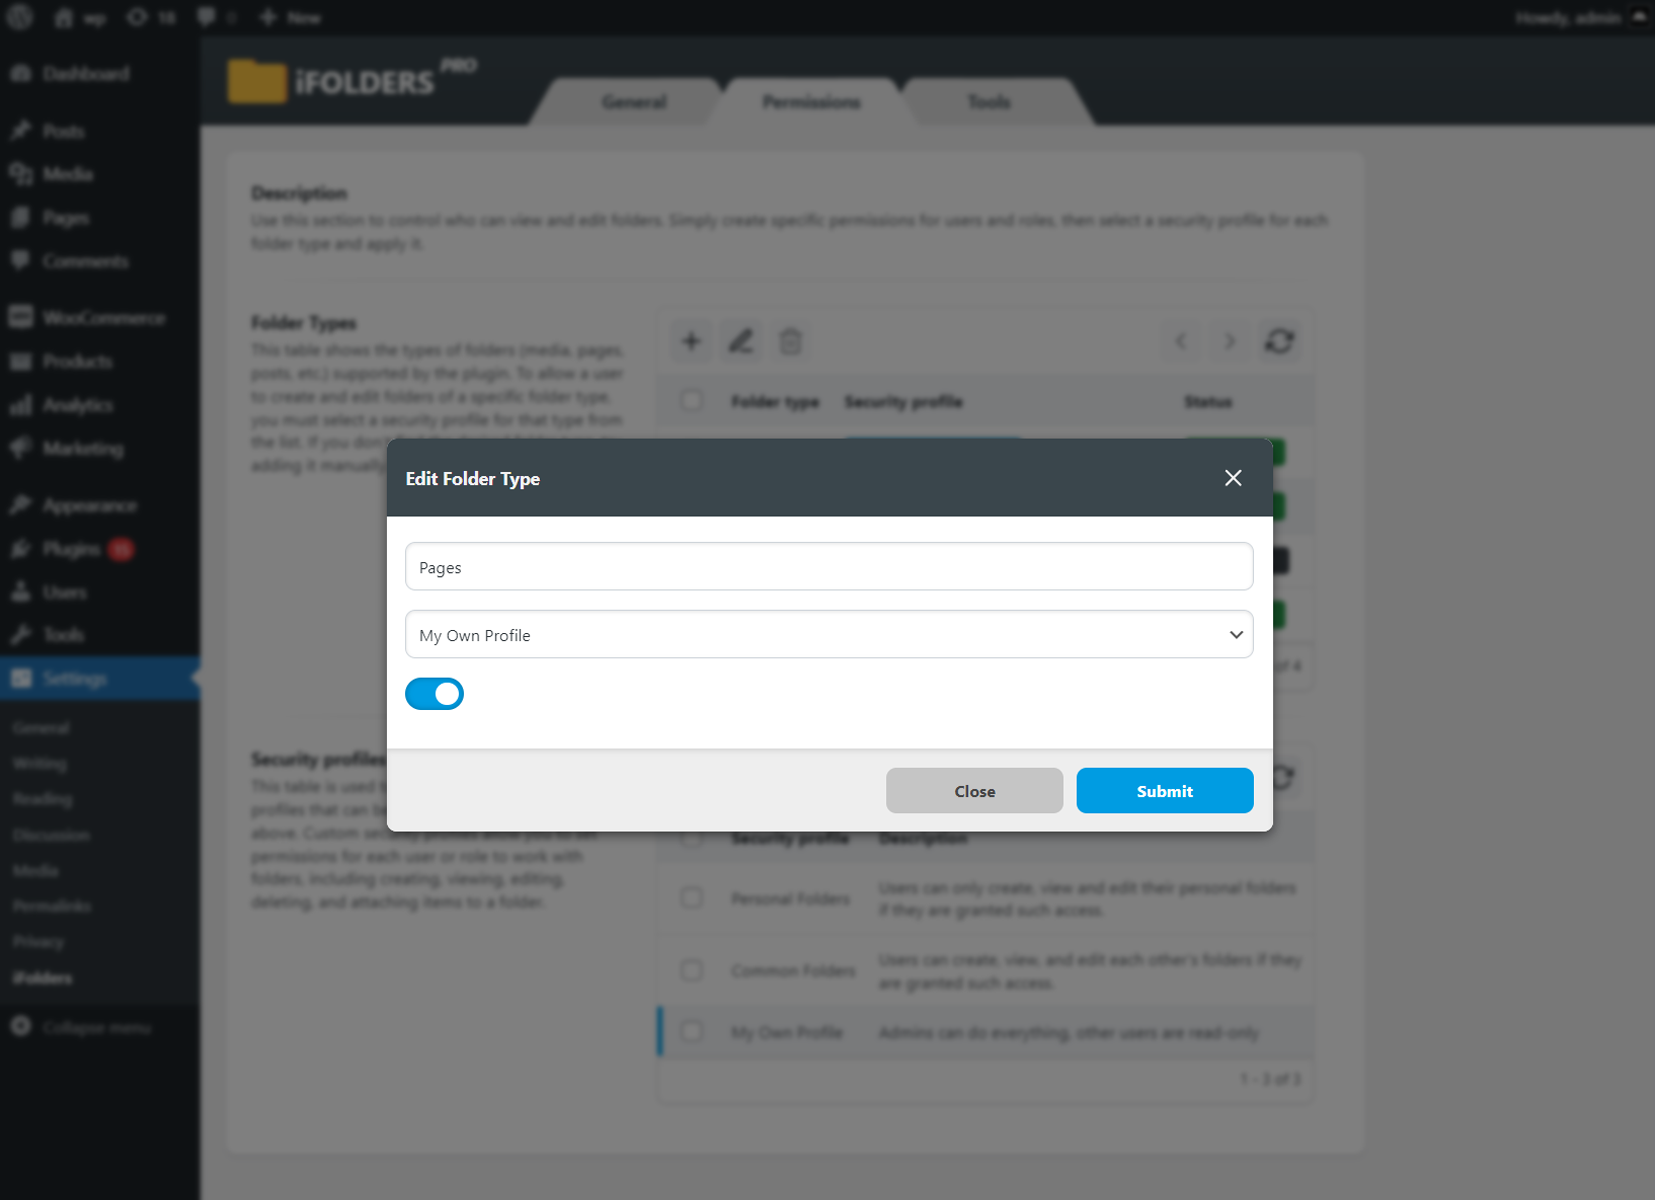 wp
18
0
New
Howdy, admin
Dashboard
Posts
Media
Pages
Comments
WooCommerce
Products
Analytics
Marketing
Appearance
Plugins 15
Users
Tools
Settings
General
Writing
Reading
Discussion
Media
Permalinks
Privacy
iFolders
Collapse menu
iFOLDERS PRO
General
Permissions
Tools
Description
Use this section to control who can view and edit folders. Simply create specific permissions for users and roles, then select a security profile for each
folder type and apply it.
Folder Types
This table shows the types of folders (media, pages,
posts, etc.) supported by the plugin. To allow a user
to create and edit folders of a specific folder type,
you must select a security profile for that type from
the list. If you don't
adding it manually
Folder type
Security profile
Status
of 4
Edit Folder Type
Pages
My Own Profile
Close
Submit
Security profiles
This table is used
profiles that can be
above. Custom security profiles allow you to set
permissions for each user or role to work with
folders, including creating, viewing, editing,
deleting, and attaching items to a folder.
Security profile
Description
Personal Folders
Users can only create, view and edit their personal folders
if they are granted such access.
Common Folders
Users can create, view, and edit each other's folders if they
are granted such access.
My Own Profile
Admins can do everything, other users are read-only
1 - 3 of 3